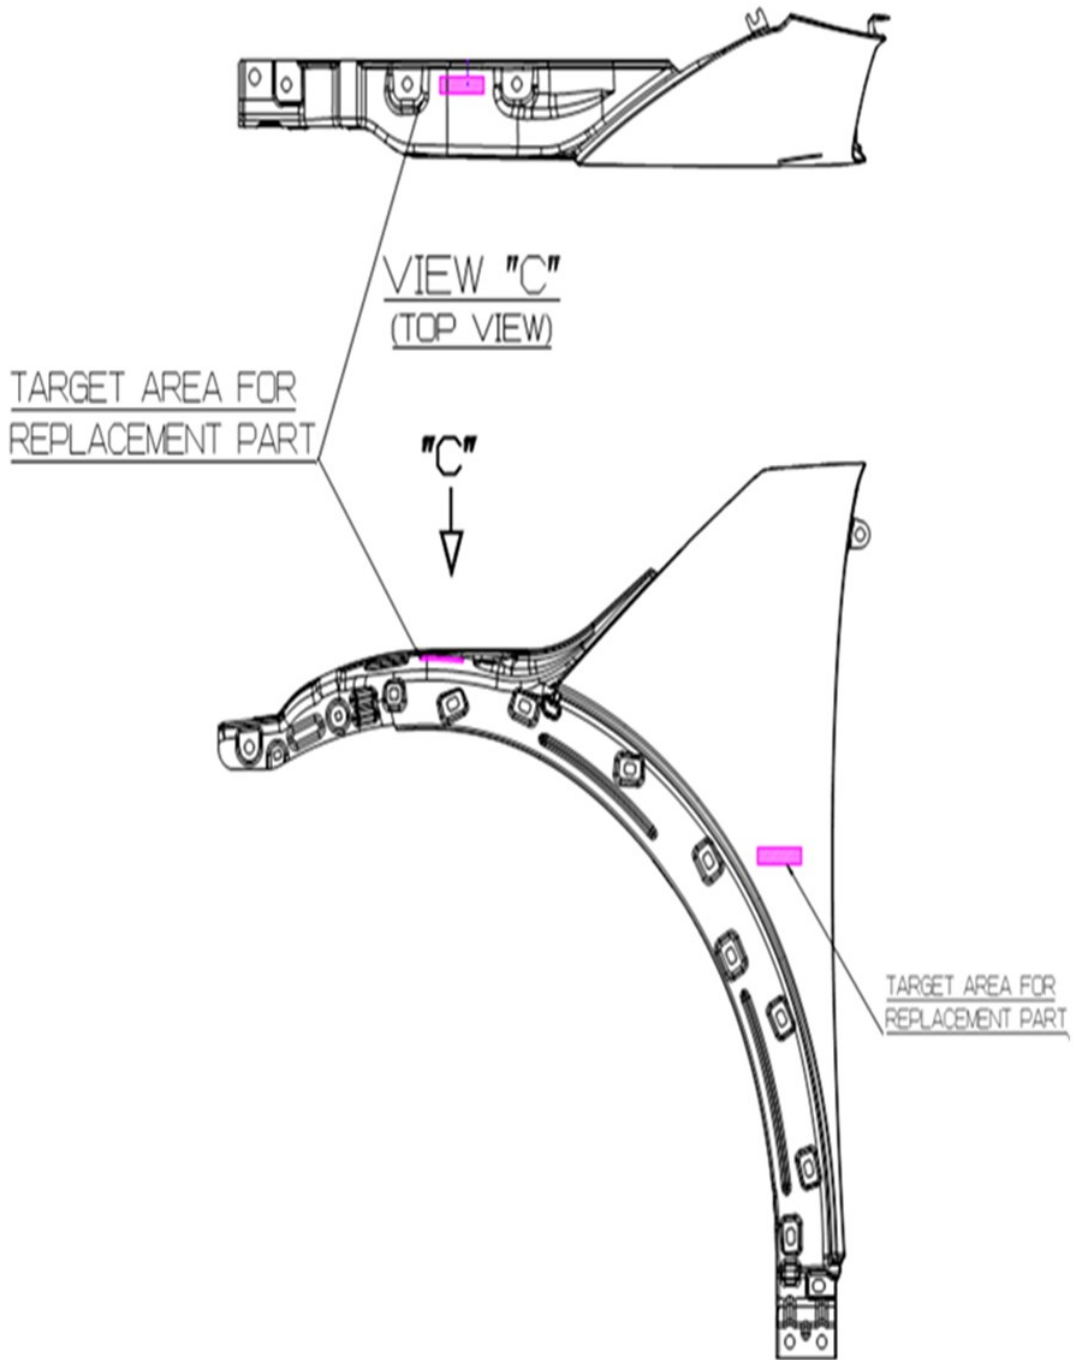 VIEW "C"
(TOP VIEW)
TARGET AREA FOR
REPLACEMENT PART
"C"
TARGET AREA FOR
REPLACEMENT PART